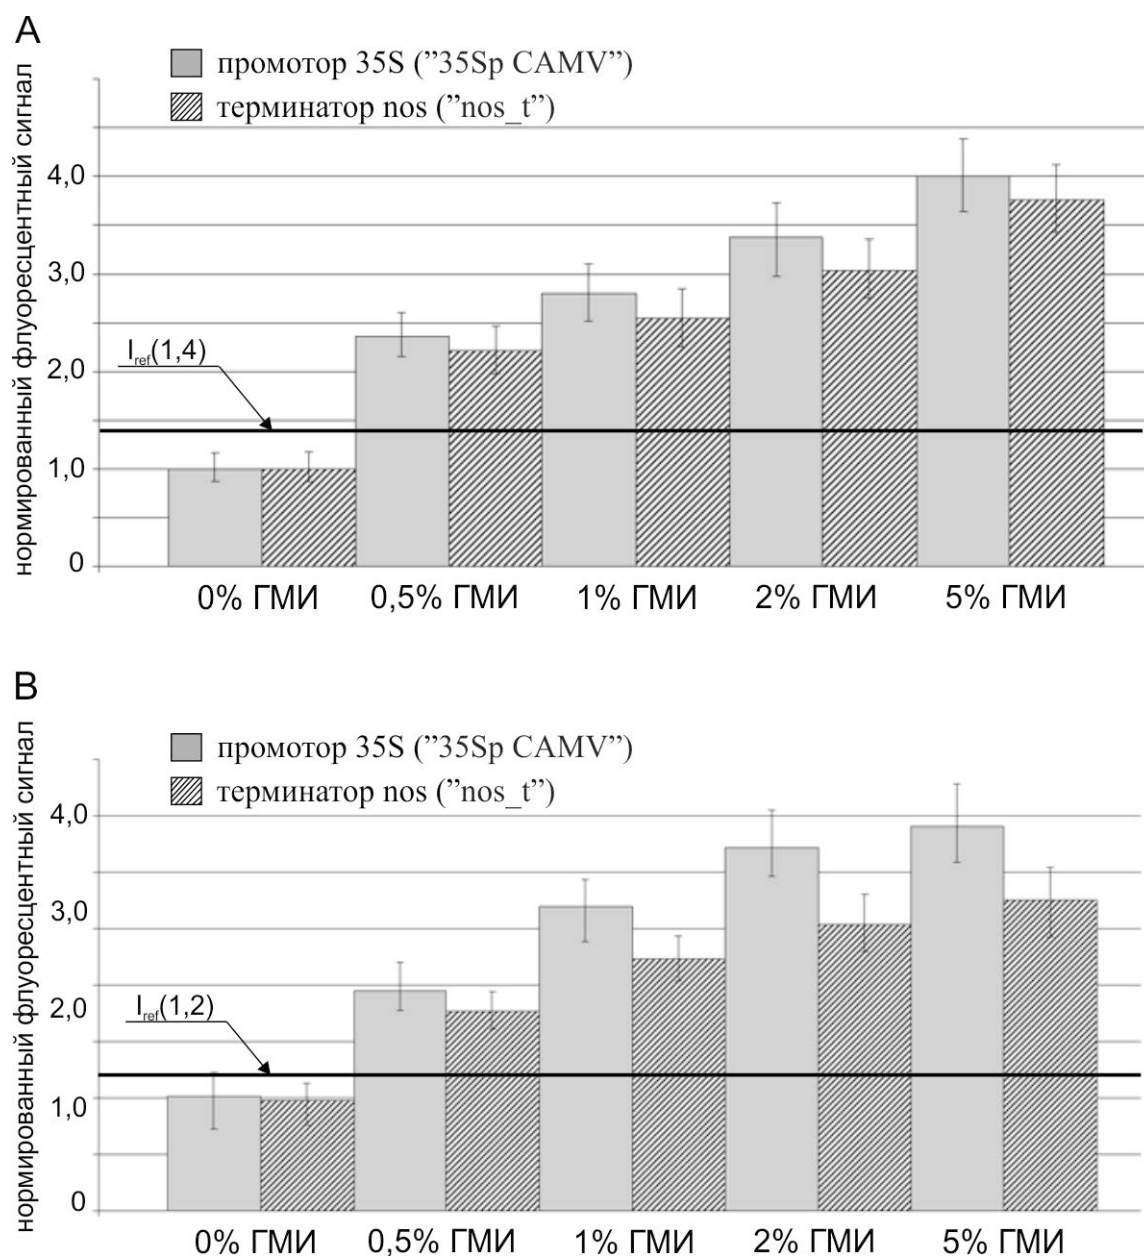 A
промотор 35S ("35Sp CAMV")
терминатор nos ("nos_t")
нормированный флуоресцентный сигнал
4,0
3,0
2,0
1,0
0
Iref(1,4)
0% ГМИ 0,5% ГМИ 1% ГМИ 2% ГМИ 5% ГМИ
B
промотор 35S ("35Sp CAMV")
терминатор nos ("nos_t")
нормированный флуоресцентный сигнал
4,0
3,0
2,0
1,0
0
Iref(1,2)
0% ГМИ 0,5% ГМИ 1% ГМИ 2% ГМИ 5% ГМИ